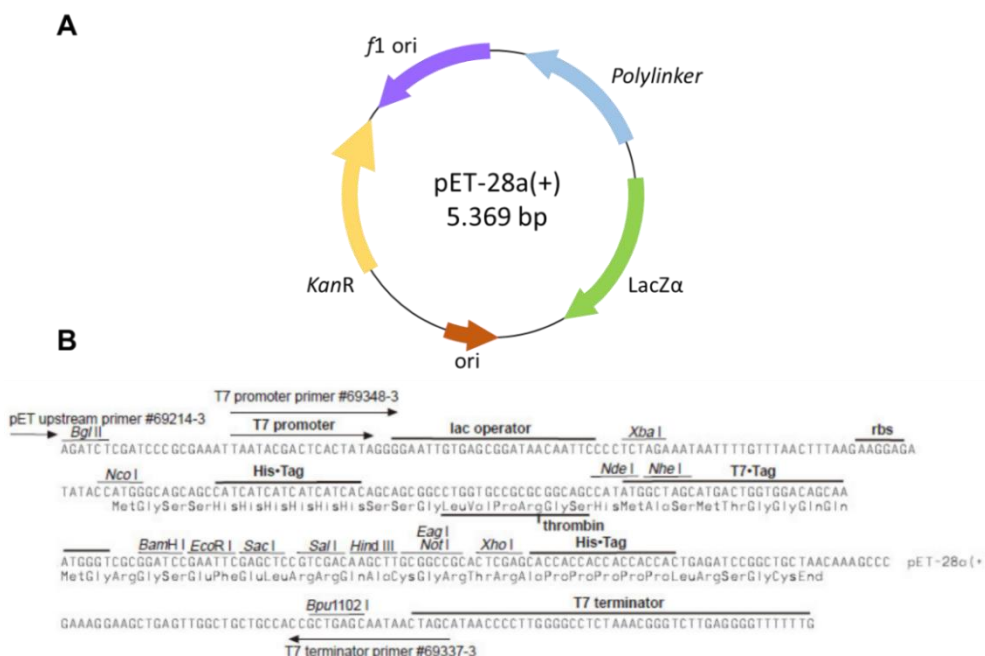 A
f1 ori
Polylinker
pET-28a(+)
5.369 bp
KanR
LacZα
ori
B
T7 promoter primer #69348-3
pET upstream primer #69214-3
Bgl II
T7 promoter
lac operator
Xba I
rbs
AGATCTCGATCCCGCGAAATTAATACGACTCACTATAGGGGAATTGTGAGCGGATAACAATTCCCCTCTAGAAATAATTTTGTTTAACTTTAAGAAGGAGA
Nco I
His•Tag
Nde I
Nhe I
T7•Tag
TATACCATGGGCAGCAGCCATCATCATCATCATCACAGCAGCGGCCTGGTGCCGCGCGGCAGCCATATGGCTAGCATGACTGGTGGACAGCAA
MetGlySerSerHisHisHisHisHisHisSerSerGlyLeuValProArgGlySerHisMetAlaSerMetThrGlyGlyGlnGln
thrombin
BamH I
EcoR I
Sac I
Sal I
Hind III
Eag I
Not I
Xho I
His•Tag
ATGGGTCGCGGATCCGAATTCGAGCTCCGTCGACAAGCTTGCGGCCGCACTCGAGCACCACCACCACCACCACTGAGATCCGGCTGCTAACAAAGCCC
pET-28a(+
MetGlyArgGlySerGluPheGluLeuArgArgGlnAlaCysGlyArgThrArgAlaProProProProProLeuArgSerGlyCysEnd
Bpu1102 I
T7 terminator
GAAAGGAAGCTGAGTTGGCTGCTGCCACCGCTGAGCAATAACTAGCATAACCCCTTGGGGCCTCTAAACGGGTCTTGAGGGGTTTTTTG
T7 terminator primer #69337-3